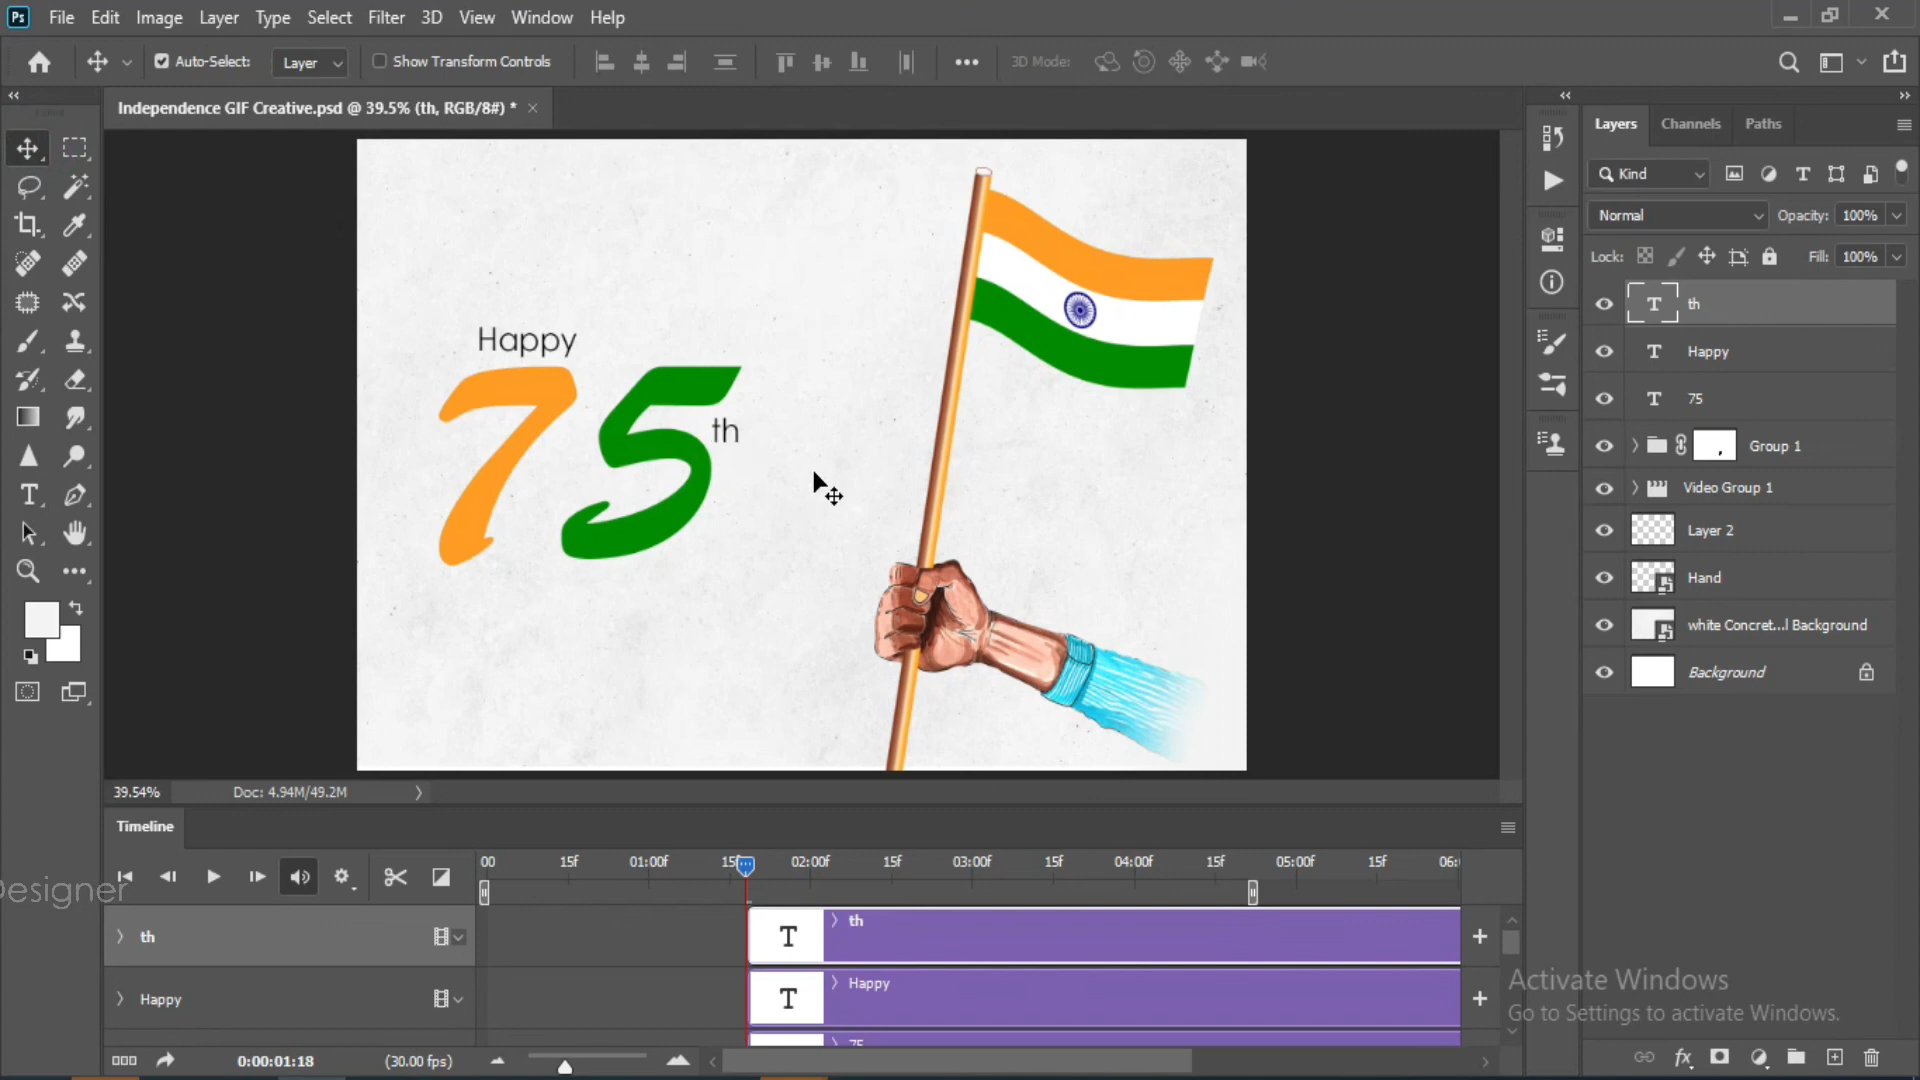 Ps File Edit Image Layer Type Select Filter 3D View Window Help
Auto-Select: Layer Show Transform Controls 3D Mode:
Independence GIF Creative.psd @ 39.5% (th, RGB/8#) *
Layers Channels Paths
Kind
Normal Opacity: 100%
Lock: Fill: 100%
T th
T Happy
T 75
Group 1
Video Group 1
Layer 2
Hand
white Concret...l Background
Background
Happy
75
th
39.54% Doc: 4.94M/49.2M
Timeline
00 15f 01:00f 15f 02:00f 15f 03:00f 15f 04:00f 15f 05:00f 15f 06:
Designer
th T th
Happy T Happy
75
0:00:01:18 (30.00 fps)
Activate Windows
Go to Settings to activate Windows.